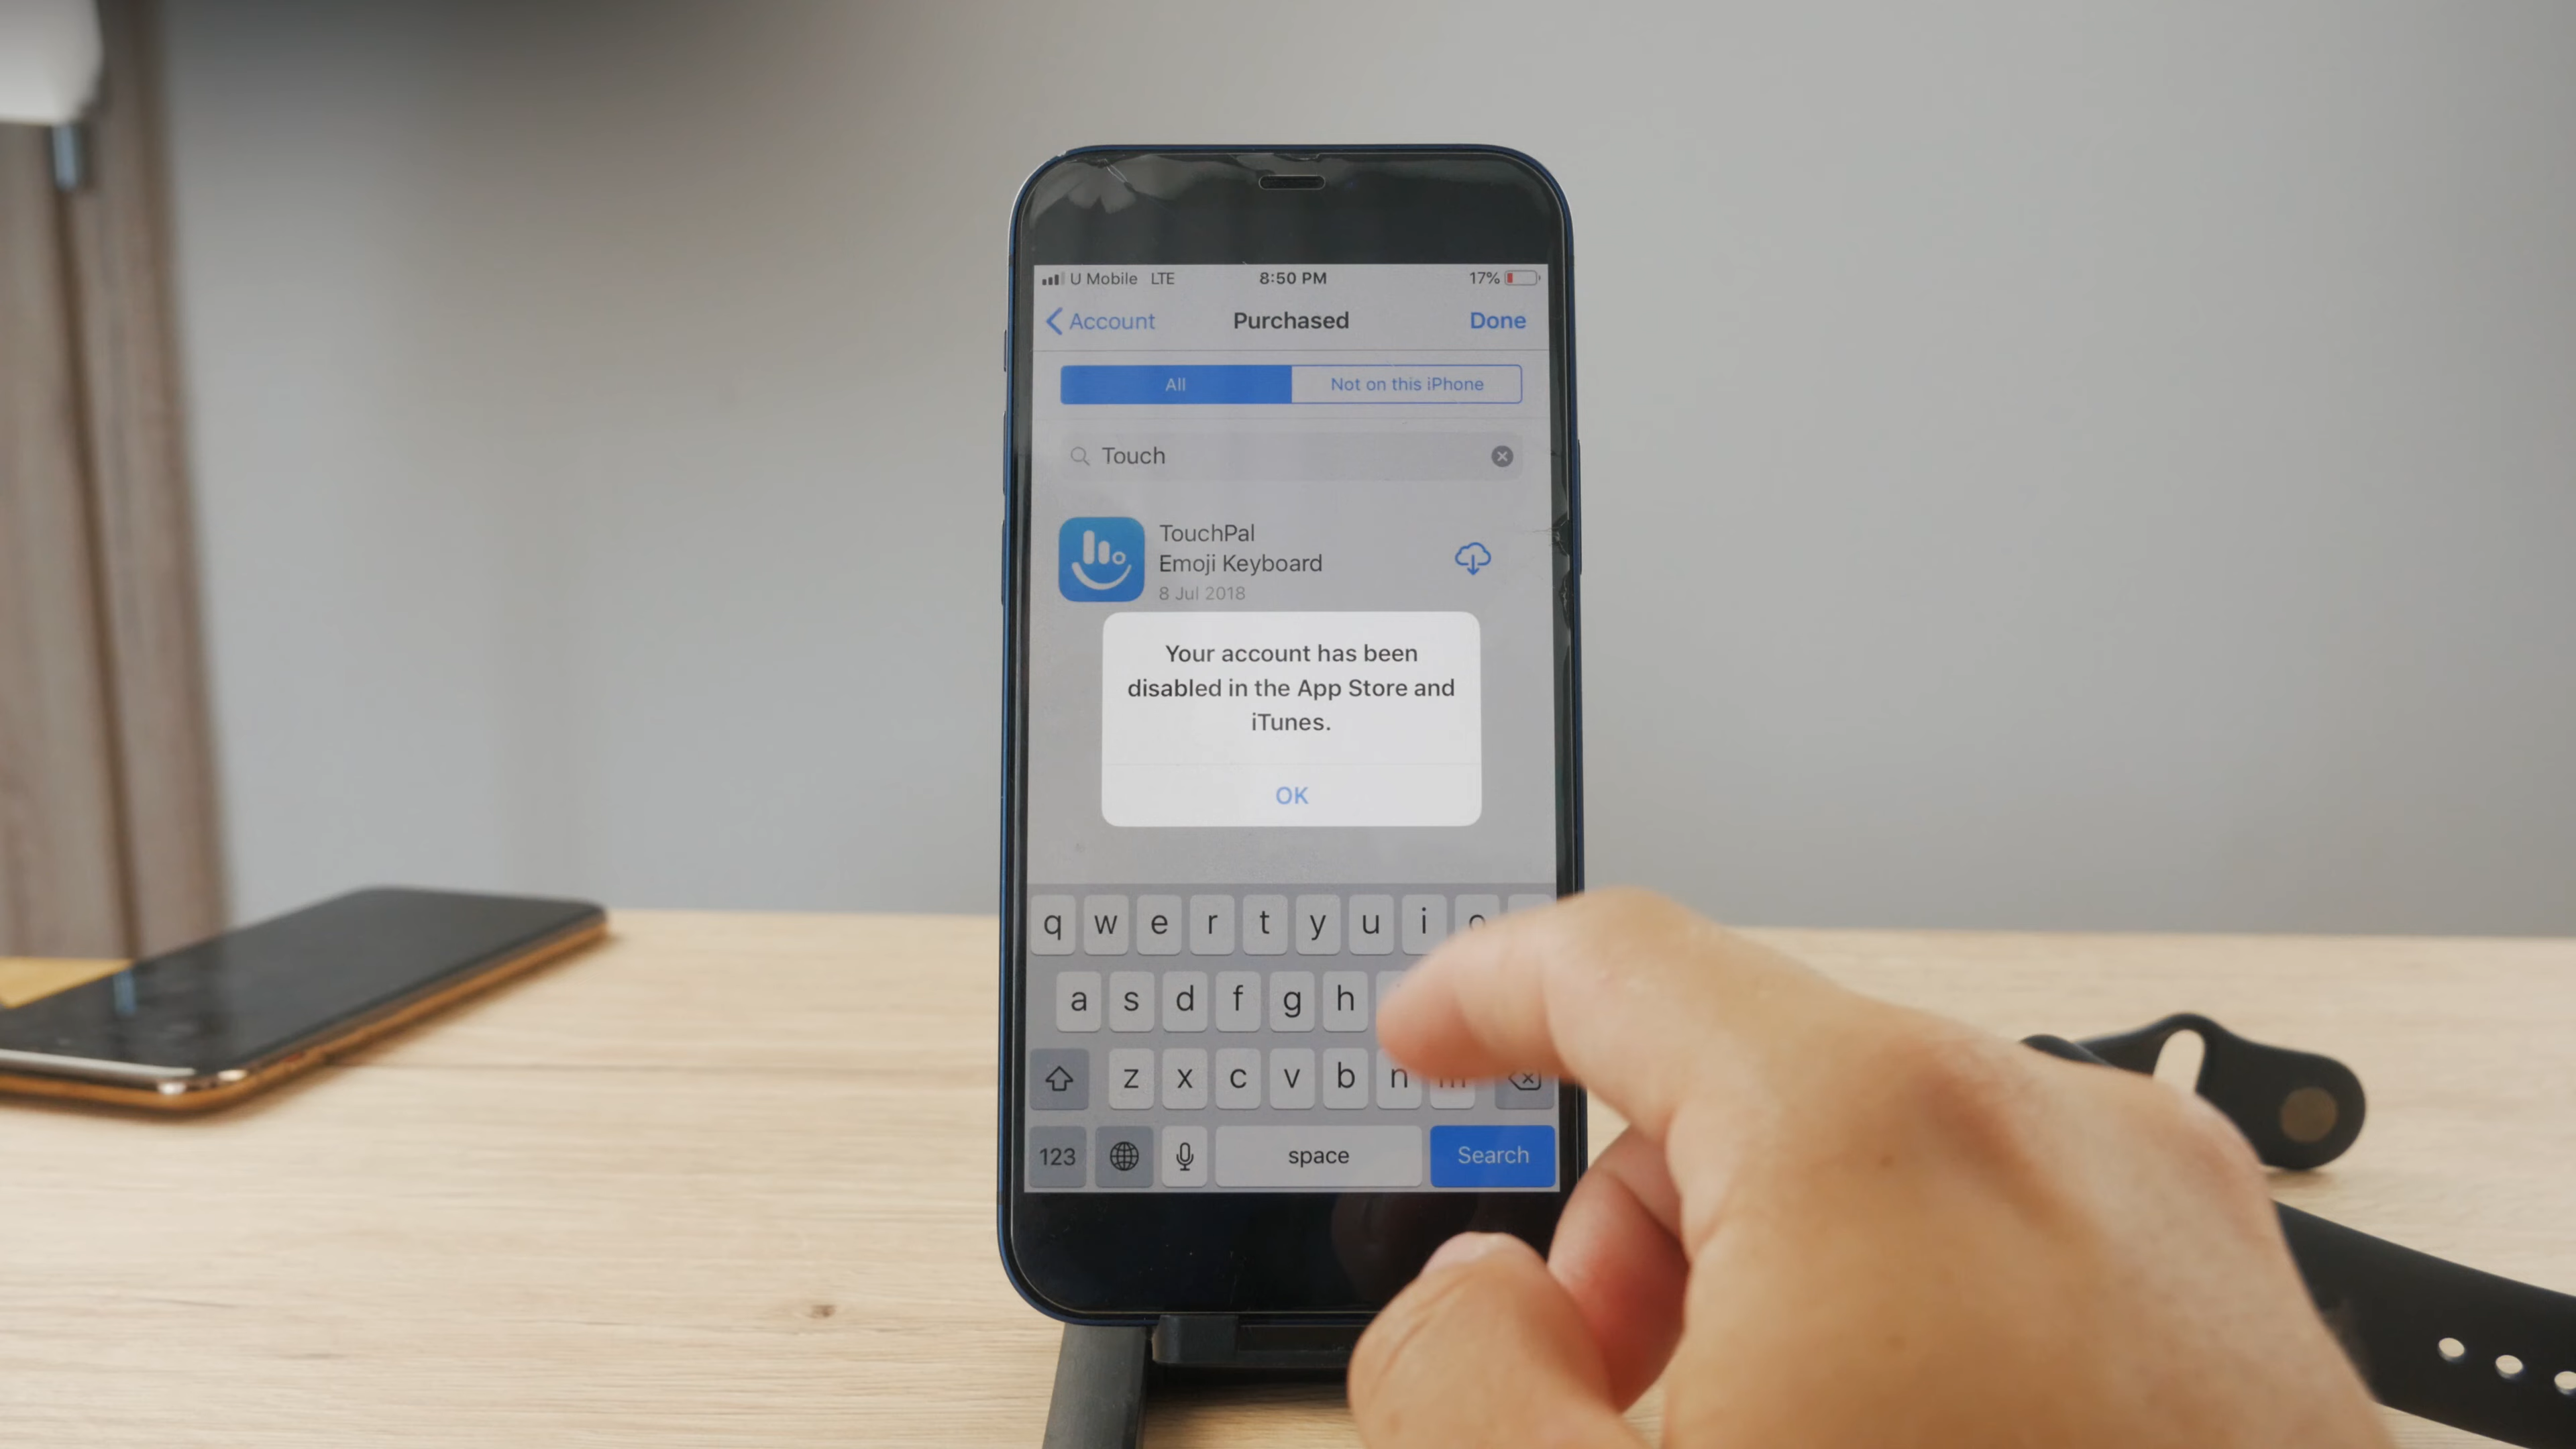 U Mobile LTE 8:50 PM 17%
Account Purchased Done
All Not on this iPhone
Touch
TouchPal
Emoji Keyboard
8 Jul 2018
Your account has been
disabled in the App Store and
iTunes.
OK
q w e r t y u i o
a s d f g h
z x c v b n m
123 space Search